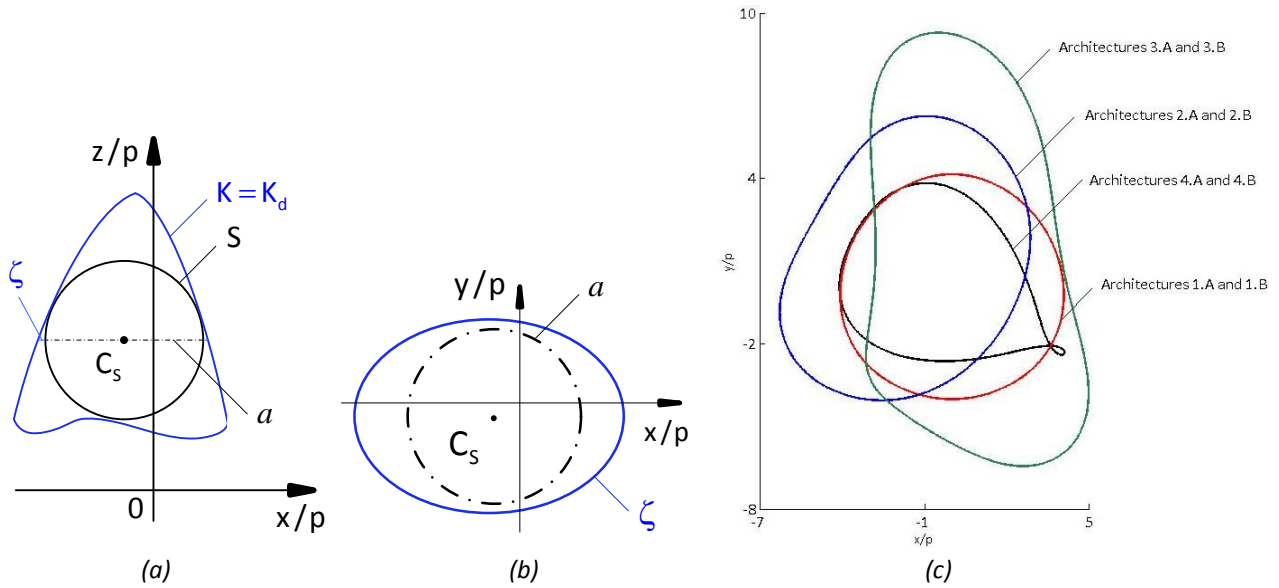 z/p
K = K_d
S
ζ
C_S
a
0
x/p
(a)
y/p
a
x/p
C_S
ζ
(b)
10
4
-2
-8
y/p
-7
-1
5
x/p
Architectures 3.A and 3.B
Architectures 2.A and 2.B
Architectures 4.A and 4.B
Architectures 1.A and 1.B
(c)